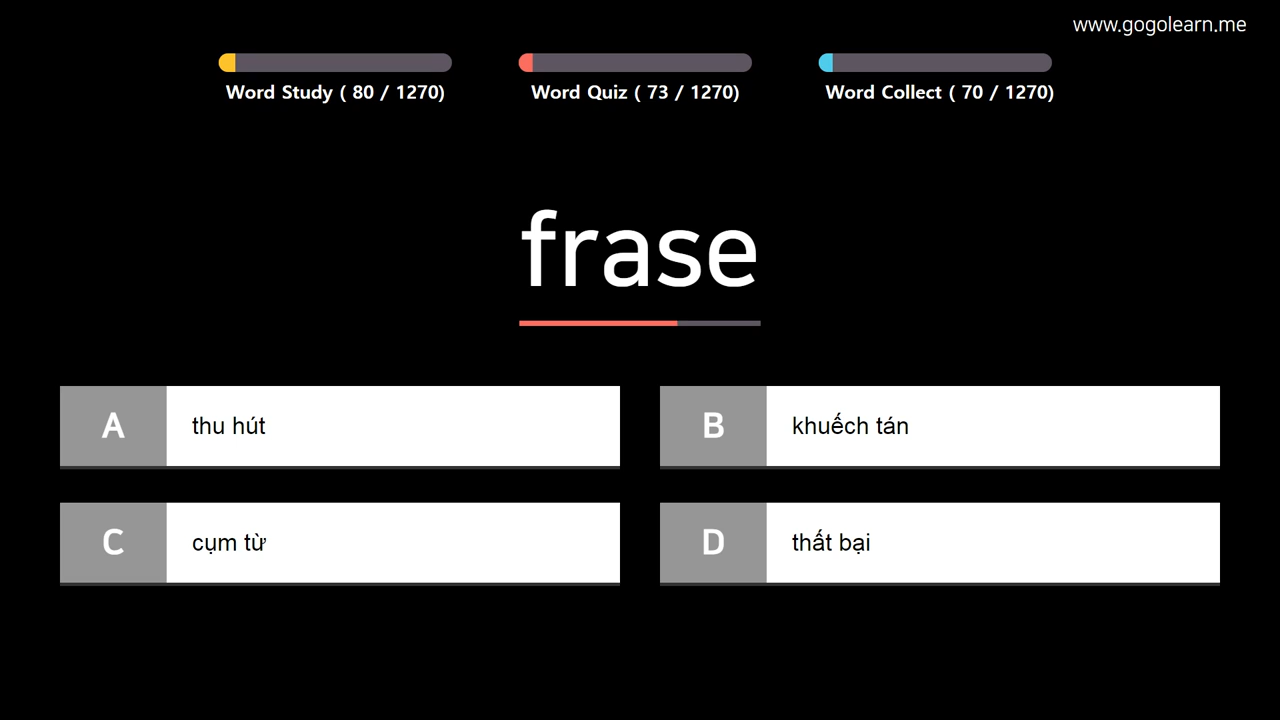 www.gogolearn.me
Word Study ( 80 / 1270)
Word Quiz ( 73 / 1270)
Word Collect ( 70 / 1270)
frase
A thu hút
B khuếch tán
C cụm từ
D thất bại